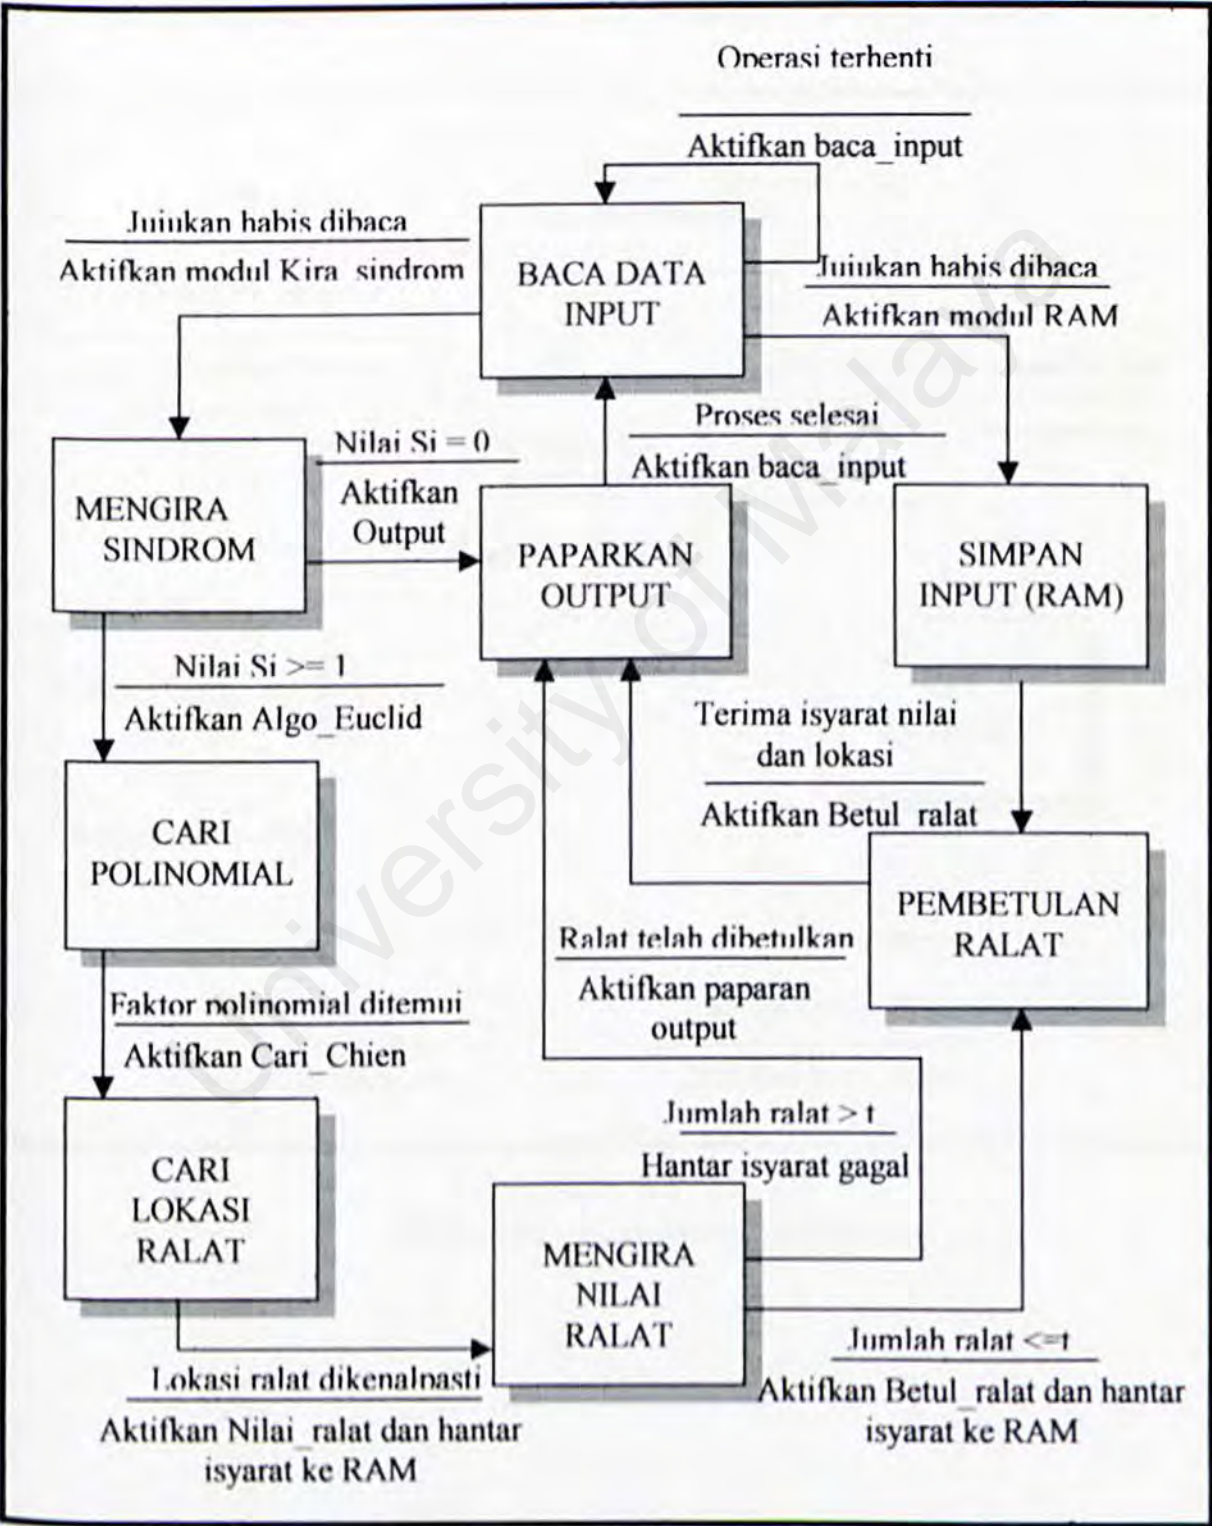 Operasi terhenti
Aktifkan baca_input
Jujukan habis dibaca
Aktifkan modul Kira_sindrom
BACA DATA
INPUT
Jujukan habis dibaca
Aktifkan modul RAM
Nilai Si = 0
Aktifkan
Output
Proses selesai
Aktifkan baca_input
MENGIRA
SINDROM
PAPARKAN
OUTPUT
SIMPAN
INPUT (RAM)
Nilai Si >= 1
Aktifkan Algo_Euclid
Terima isyarat nilai
dan lokasi
Aktifkan Betul_ralat
CARI
POLINOMIAL
PEMBETULAN
RALAT
Ralat telah dibetulkan
Aktifkan paparan
output
Faktor polinomial ditemui
Aktifkan Cari_Chien
Jumlah ralat > t
Hantar isyarat gagal
CARI
LOKASI
RALAT
MENGIRA
NILAI
RALAT
Jumlah ralat <=t
Aktifkan Betul_ralat dan hantar
isyarat ke RAM
Lokasi ralat dikenalpasti
Aktifkan Nilai_ralat dan hantar
isyarat ke RAM
University of Malaya